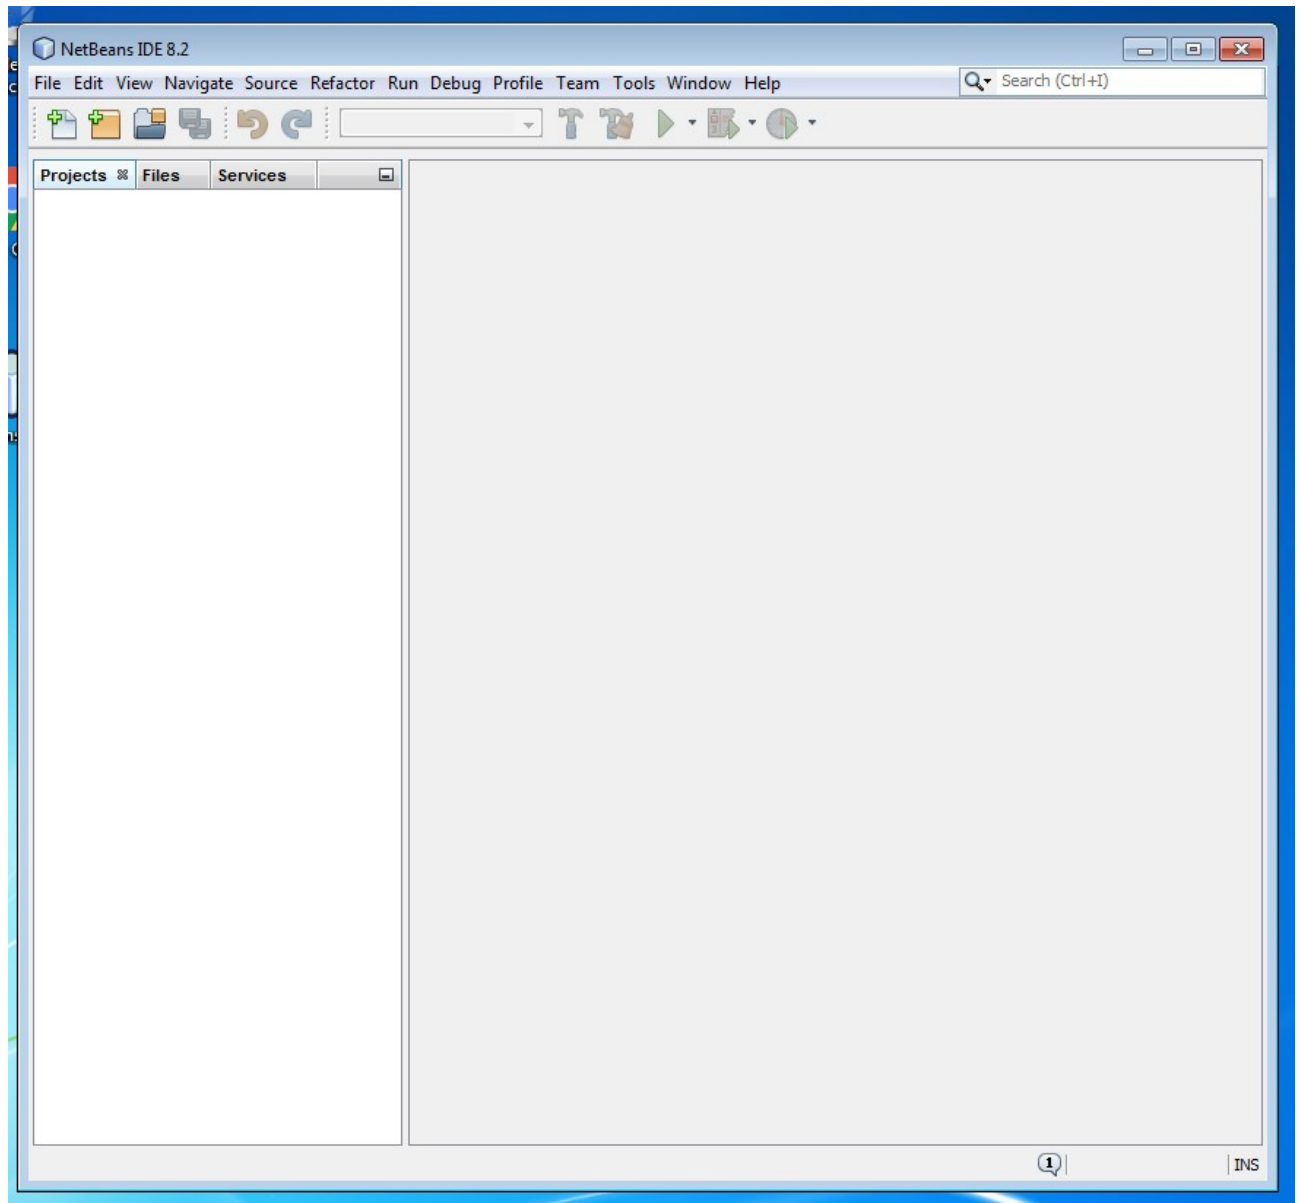 NetBeans IDE 8.2
File Edit View Navigate Source Refactor Run Debug Profile Team Tools Window Help Search (Ctrl+I)
Projects Files Services
1 INS